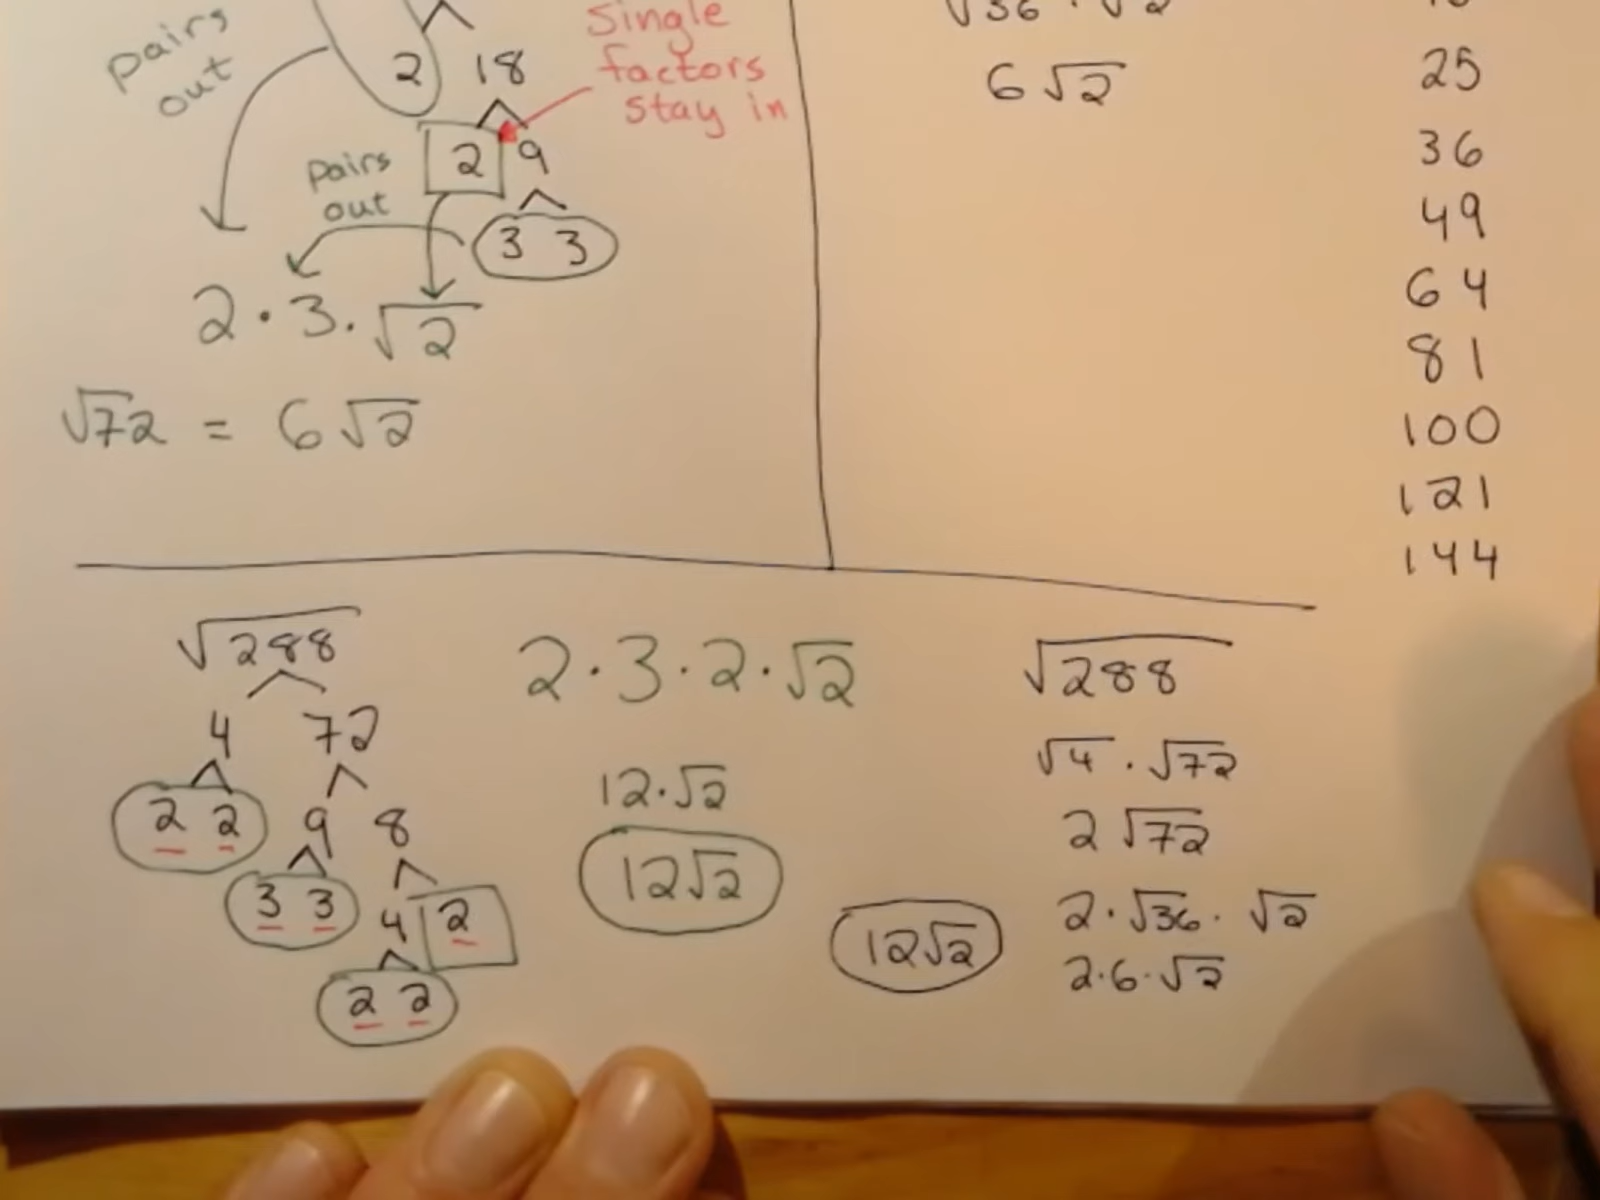 pairs
out
2 18
Single
factors
stay in
2 9
pairs
out
3 3
2 · 3 · √2
√72 = 6√2
√36 · √2
6√2
25
36
49
64
81
100
121
144
√288
4 72
2 2 9 8
3 3 4 2
2 2
2 · 3 · 2 · √2
12 · √2
12√2
√288
√4 · √72
2√72
2 · √36 · √2
2 · 6 · √2
12√2